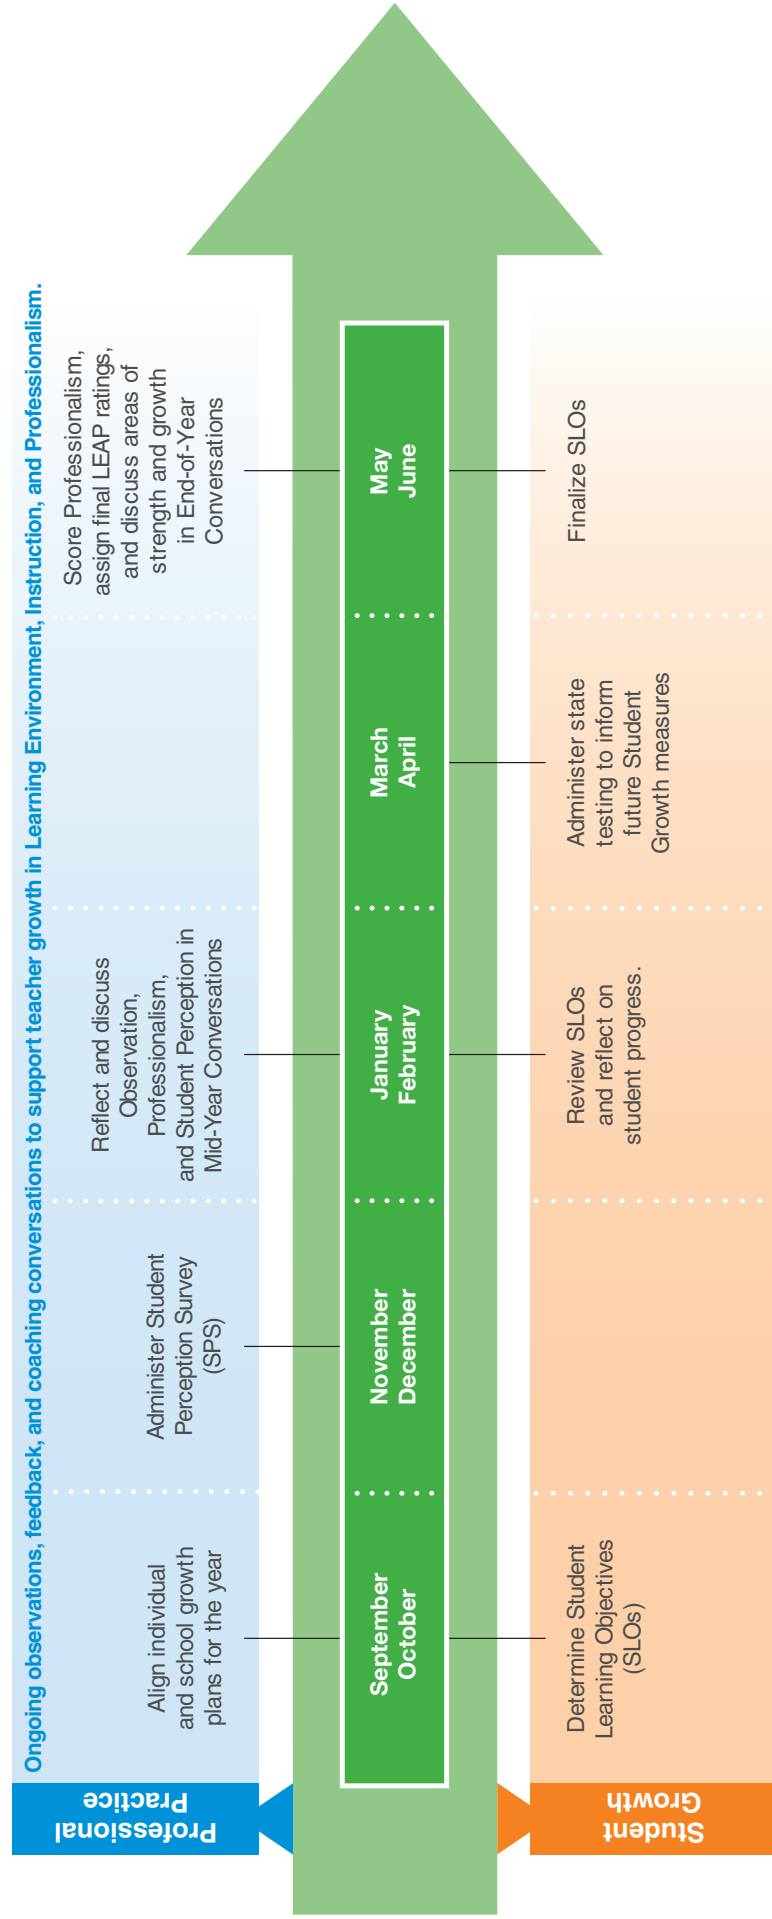 Ongoing observations, feedback, and coaching conversations to support teacher growth in Learning Environment, Instruction, and Professionalism.
Professional
Practice
Align individual
and school growth
plans for the year
Administer Student
Perception Survey
(SPS)
Reflect and discuss
Observation,
Professionalism,
and Student Perception in
Mid-Year Conversations
Score Professionalism,
assign final LEAP ratings,
and discuss areas of
strength and growth
in End-of-Year
Conversations
September
October
November
December
January
February
March
April
May
June
Student
Growth
Determine Student
Learning Objectives
(SLOs)
Review SLOs
and reflect on
student progress.
Administer state
testing to inform
future Student
Growth measures
Finalize SLOs